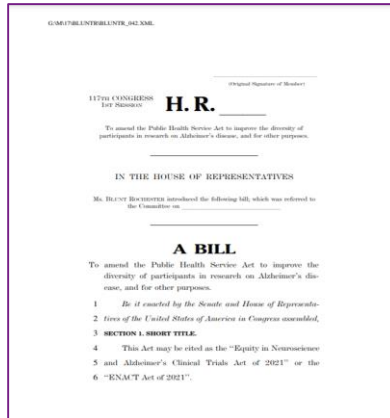 G:\M\17\BLUNTR\BLUNTR_042.XML
(Original Signature of Member)
117TH CONGRESS
1ST SESSION
H. R.
To amend the Public Health Service Act to improve the diversity of
participants in research on Alzheimer's disease, and for other purposes.
IN THE HOUSE OF REPRESENTATIVES
Ms. BLUNT ROCHESTER introduced the following bill; which was referred to
the Committee on
A BILL
To amend the Public Health Service Act to improve the
diversity of participants in research on Alzheimer's dis-
ease, and for other purposes.
1 Be it enacted by the Senate and House of Representa-
2 tives of the United States of America in Congress assembled,
3 SECTION 1. SHORT TITLE.
4 This Act may be cited as the "Equity in Neuroscience
5 and Alzheimer's Clinical Trials Act of 2021" or the
6 "ENACT Act of 2021".